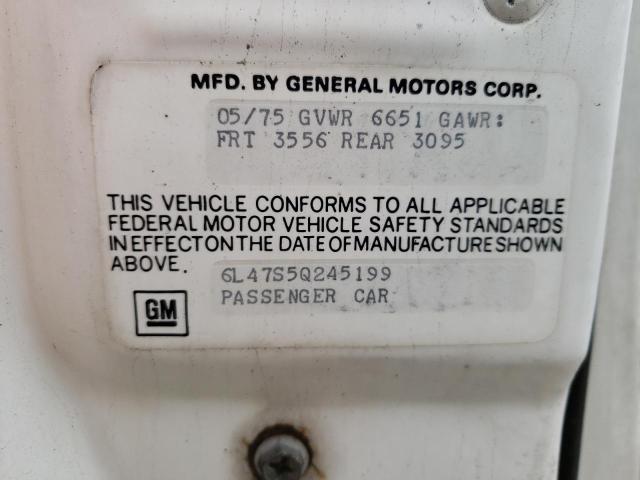 MFD. BY GENERAL MOTORS CORP.
05/75 GVWR 6651 GAWR:
FRT 3556 REAR 3095
THIS VEHICLE CONFORMS TO ALL APPLICABLE
FEDERAL MOTOR VEHICLE SAFETY STANDARDS
IN EFFECT ON THE DATE OF MANUFACTURE SHOWN
ABOVE.
6L47S5Q245199
PASSENGER CAR
GM